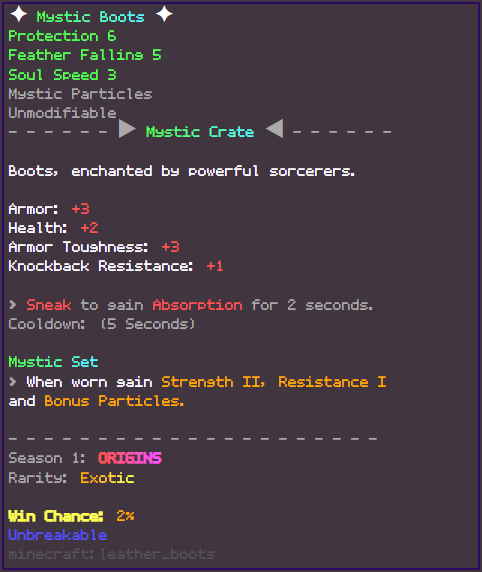 ✦ Mystic Boots ✦
Protection 6
Feather Falling 5
Soul Speed 3
Mystic Particles
Unmodifiable
- - - - - - ▶ Mystic Crate ◀ - - - - - -
Boots, enchanted by powerful sorcerers.
Armor: +3
Health: +2
Armor Toughness: +3
Knockback Resistance: +1
> Sneak to gain Absorption for 2 seconds.
Cooldown: (5 Seconds)
Mystic Set
> When worn gain Strength II, Resistance I
and Bonus Particles.
- - - - - - - - - - - - - - - - - - - - -
Season 1: ORIGINS
Rarity: Exotic
Win Chance: 2%
Unbreakable
minecraft:leather_boots